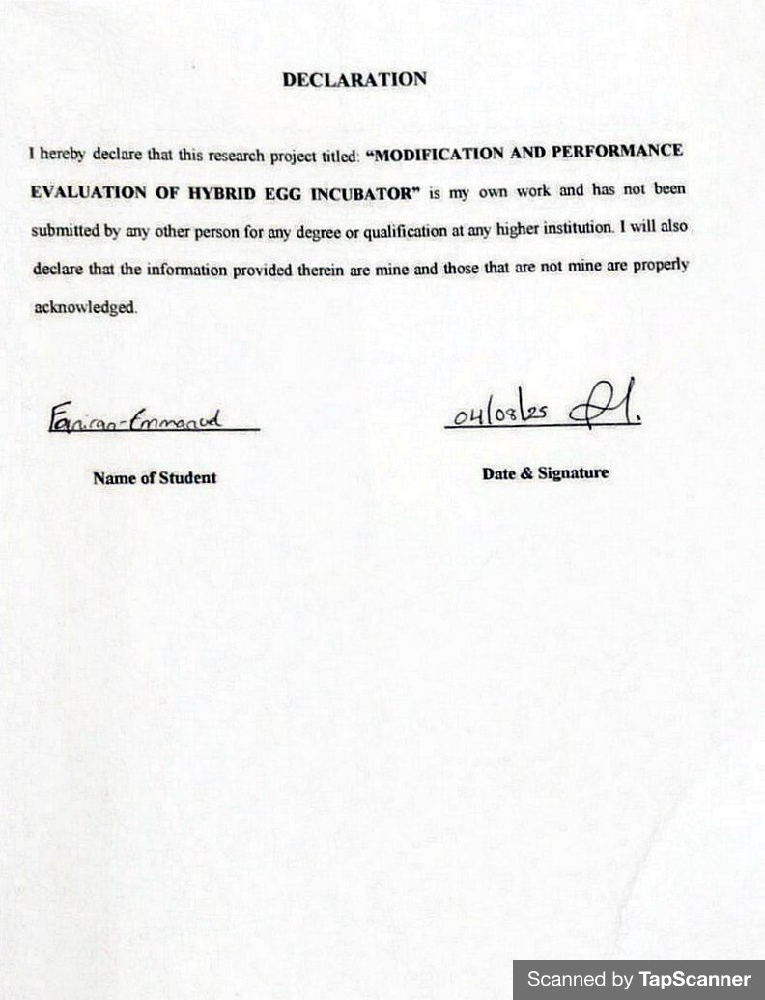 DECLARATION
I hereby declare that this research project titled: “MODIFICATION AND PERFORMANCE
EVALUATION OF HYBRID EGG INCUBATOR” is my own work and has not been
submitted by any other person for any degree or qualification at any higher institution. I will also
declare that the information provided therein are mine and those that are not mine are properly
acknowledged.
04/08/25
Name of Student
Date & Signature
Scanned by TapScanner